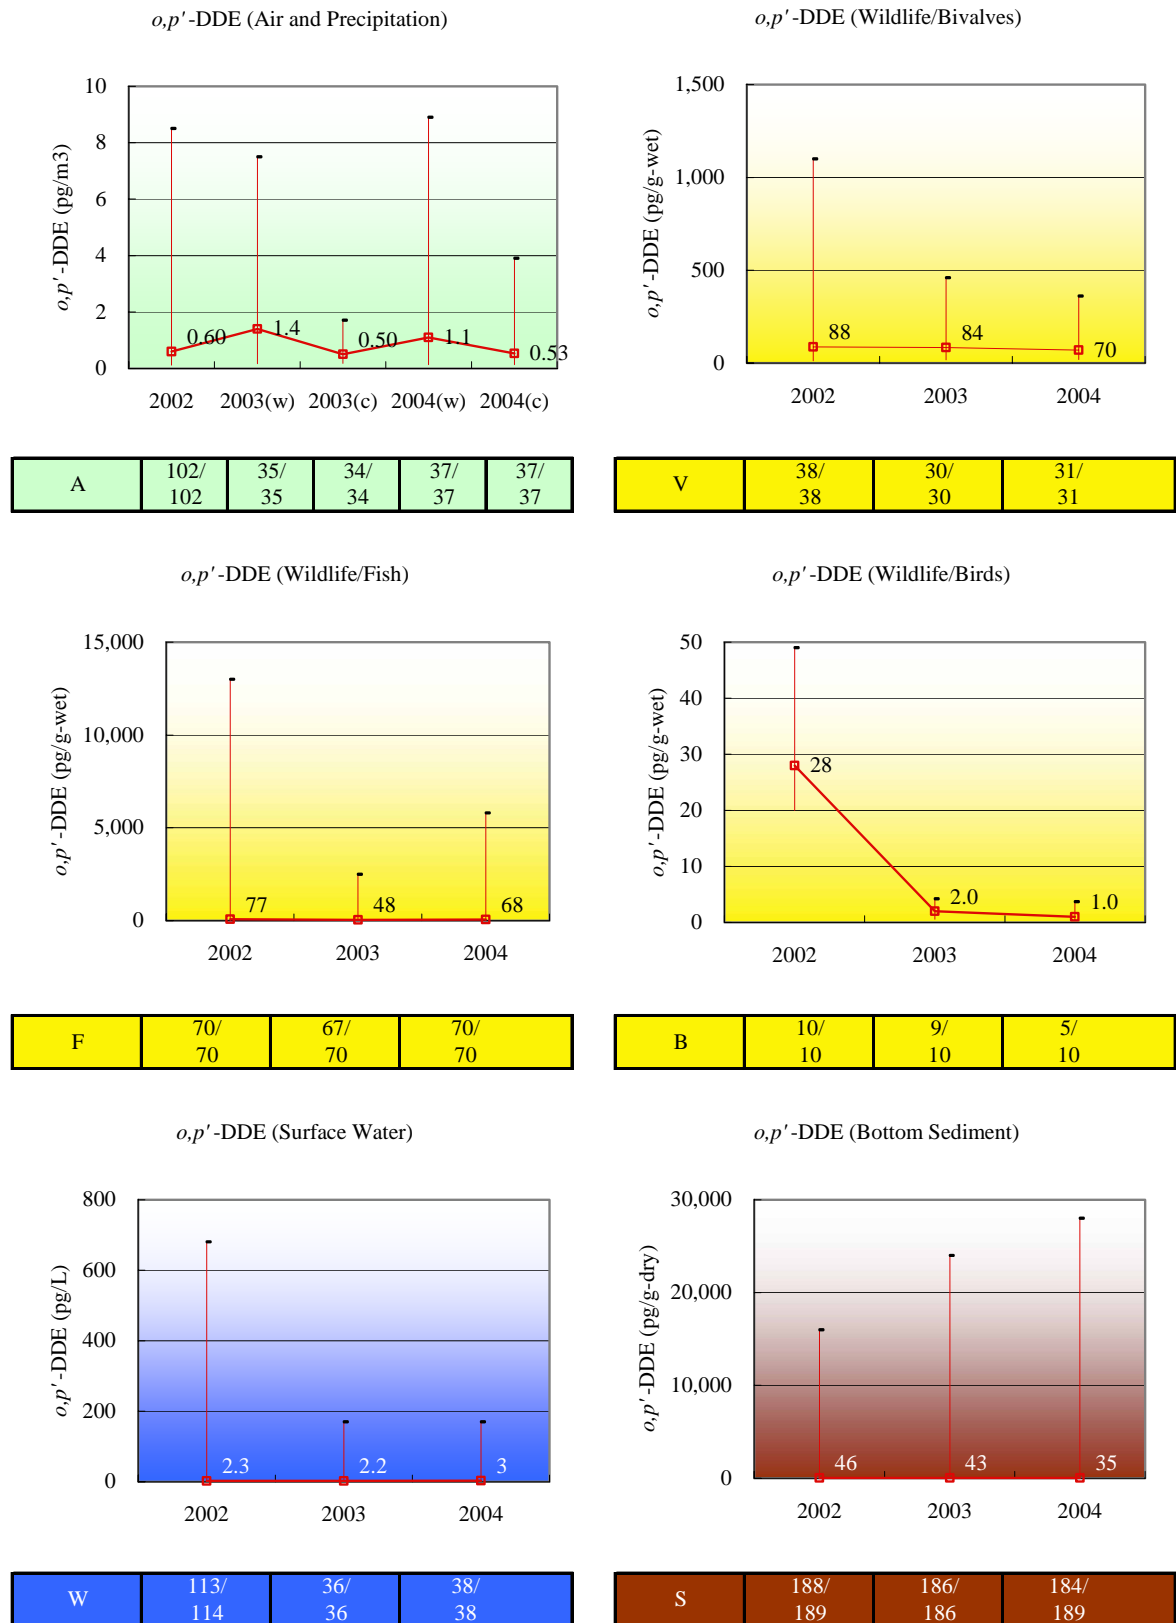 o,p'-DDE (Air and Precipitation)
o,p'-DDE (pg/m3)
10
8
6
4
2
0
0.60
1.4
0.50
1.1
0.53
2002 2003(w) 2003(c) 2004(w) 2004(c)
A 102/ 35/ 34/ 37/ 37/
102 35 34 37 37
o,p'-DDE (Wildlife/Bivalves)
o,p'-DDE (pg/g-wet)
1,500
1,000
500
0
88 84 70
2002 2003 2004
V 38/ 30/ 31/
38 30 31
o,p'-DDE (Wildlife/Fish)
o,p'-DDE (pg/g-wet)
15,000
10,000
5,000
0
77 48 68
2002 2003 2004
F 70/ 67/ 70/
70 70 70
o,p'-DDE (Wildlife/Birds)
o,p'-DDE (pg/g-wet)
50
40
30
20
10
0
28
2.0
1.0
2002 2003 2004
B 10/ 9/ 5/
10 10 10
o,p'-DDE (Surface Water)
o,p'-DDE (pg/L)
800
600
400
200
0
2.3 2.2 3
2002 2003 2004
W 113/ 36/ 38/
114 36 38
o,p'-DDE (Bottom Sediment)
o,p'-DDE (pg/g-dry)
30,000
20,000
10,000
0
46 43 35
2002 2003 2004
S 188/ 186/ 184/
189 186 189